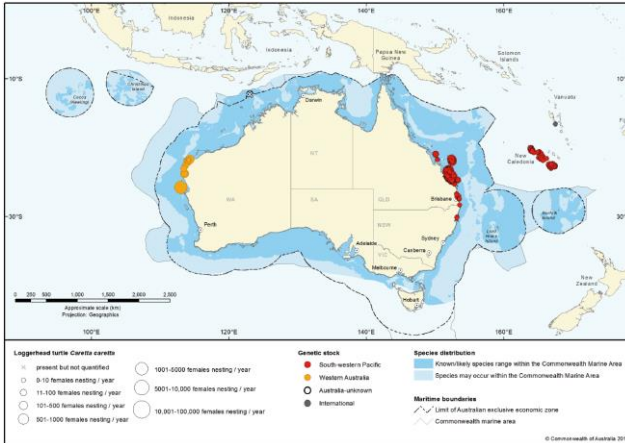 100°E
120°E
140°E
160°E
Indonesia
Indonesia
Papua New
Guinea
Solomon
Islands
10°S
10°S
Christmas
Island
Cocos
(Keeling)
Darwin
Vanuatu
New
Caledonia
NT
WA
QLD
SA
Brisbane
30°S
30°S
Lord
Howe
Island
Norfolk
Island
NSW
Perth
Adelaide
Sydney
Canberra
VIC
Melbourne
Hobart
New
Zealand
0 250 500 1,000 1,500 2,000 2,500
Approximate scale (km)
Projection: Geographics
100°E
120°E
140°E
160°E
Loggerhead turtle Caretta caretta
present but not quantified
0-10 females nesting / year
11-100 females nesting / year
101-500 females nesting / year
501-1000 females nesting / year
1001-5000 females nesting / year
5001-10,000 females nesting / year
10,001-100,000 females nesting / year
Genetic stock
South-western Pacific
Western Australia
Australia-unknown
International
Species distribution
Known/likely species range within the Commonwealth Marine Area
Species may occur within the Commonwealth Marine Area
Maritime boundaries
Limit of Australian exclusive economic zone
Commonwealth marine area
© Commonwealth of Australia